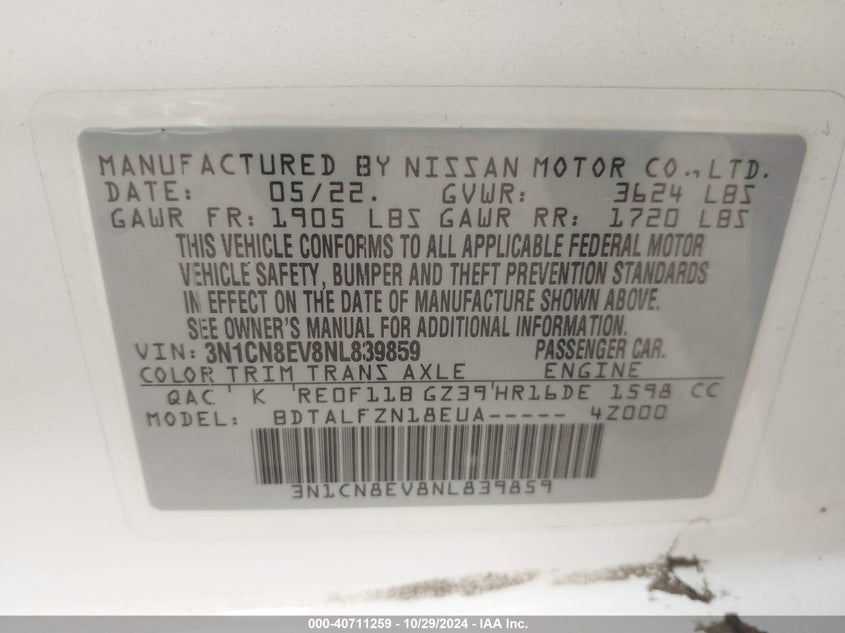 MANUFACTURED BY NISSAN MOTOR CO., LTD.
DATE: 05/22. GVWR: 3624 LBS
GAWR FR: 1905 LBS GAWR RR: 1720 LBS
THIS VEHICLE CONFORMS TO ALL APPLICABLE FEDERAL MOTOR
VEHICLE SAFETY, BUMPER AND THEFT PREVENTION STANDARDS
IN EFFECT ON THE DATE OF MANUFACTURE SHOWN ABOVE.
SEE OWNER'S MANUAL FOR ADDITIONAL INFORMATION.
VIN: 3N1CN8EV8NL839859 PASSENGER CAR.
COLOR TRIM TRANS AXLE ENGINE
QAC K RE0F11B GZ39 HR16DE 1598 CC
MODEL: BDTALFZN18EUA----- 4Z000
3N1CN8EV8NL839859
000-40711259 - 10/29/2024 - IAA Inc.